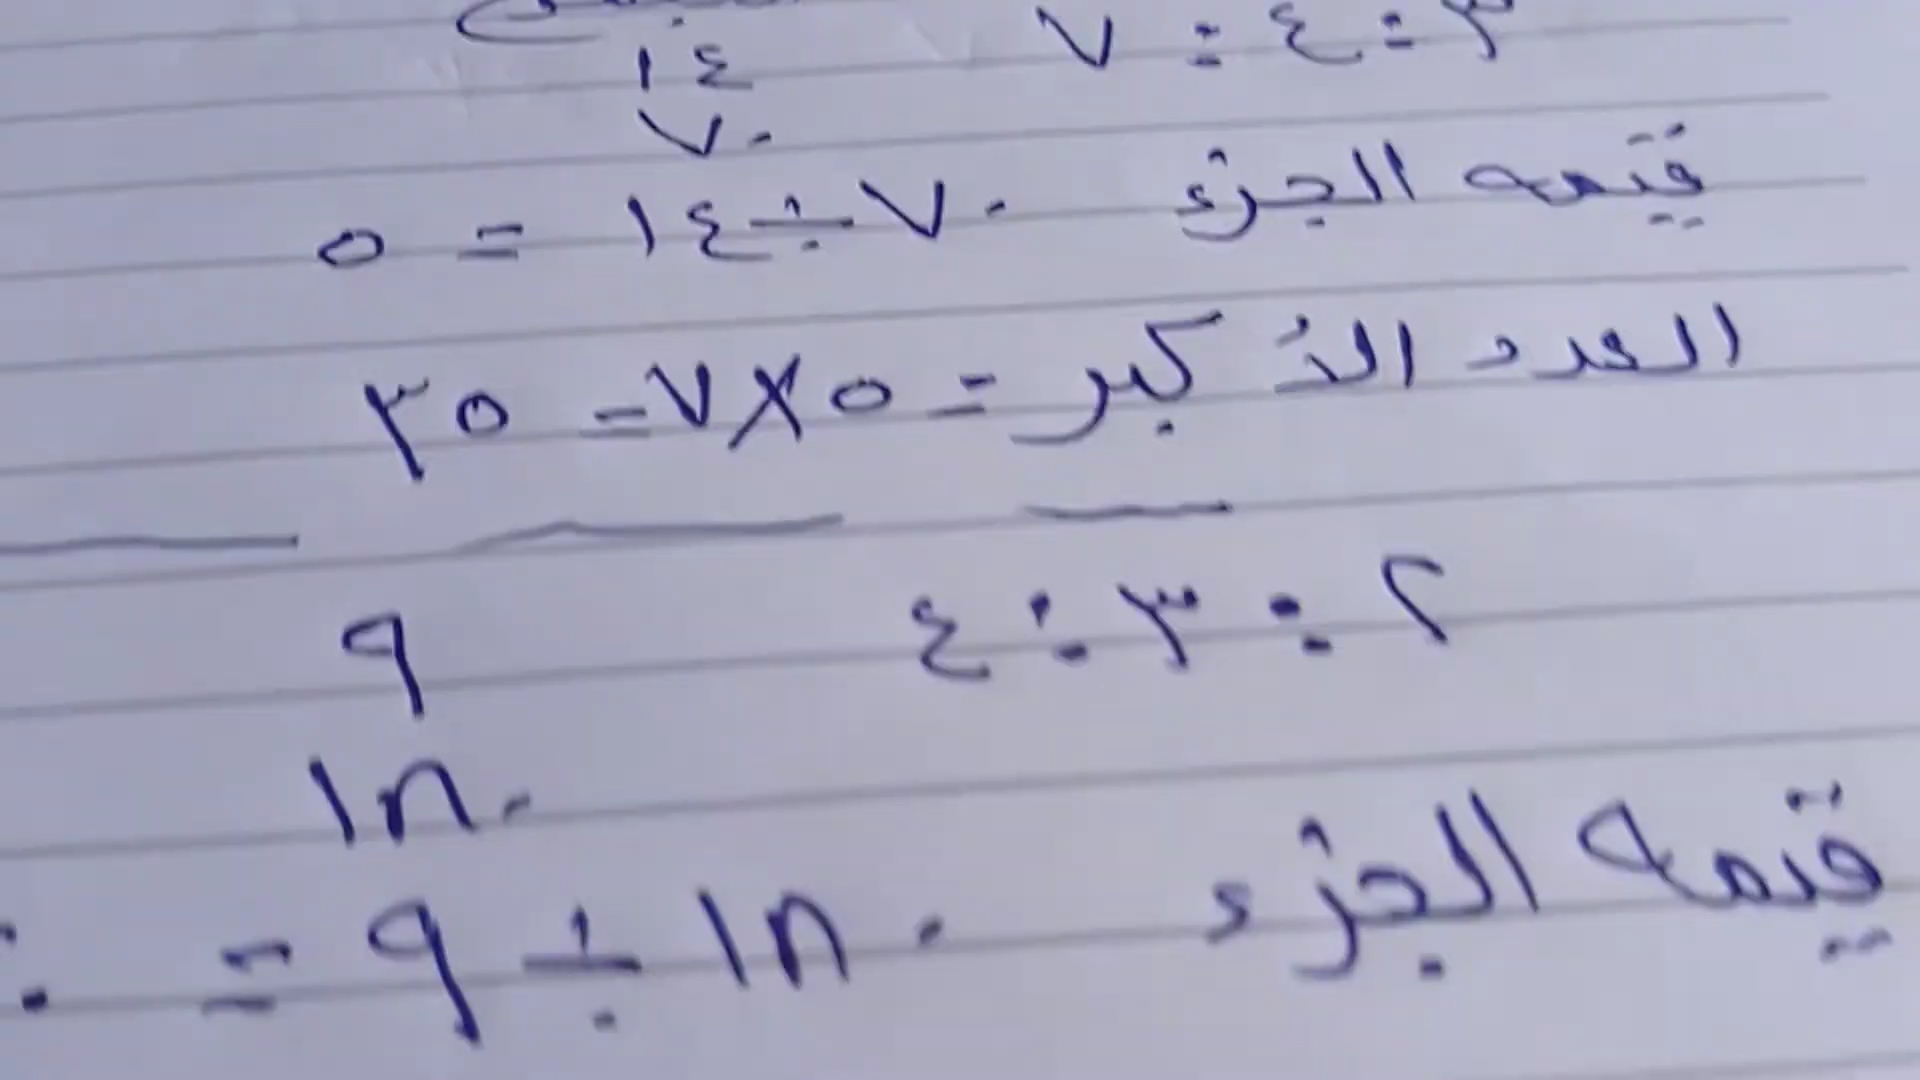 ٣ : ٤ : ٧
١٤
٧٠
قيمه الجزء ٧٠ ÷ ١٤ = ٥
العدد الأكبر = ٥ × ٧ = ٣٥
٢ : ٣ : ٤
٩
١٨٠
قيمه الجزء ١٨٠ ÷ ٩ =